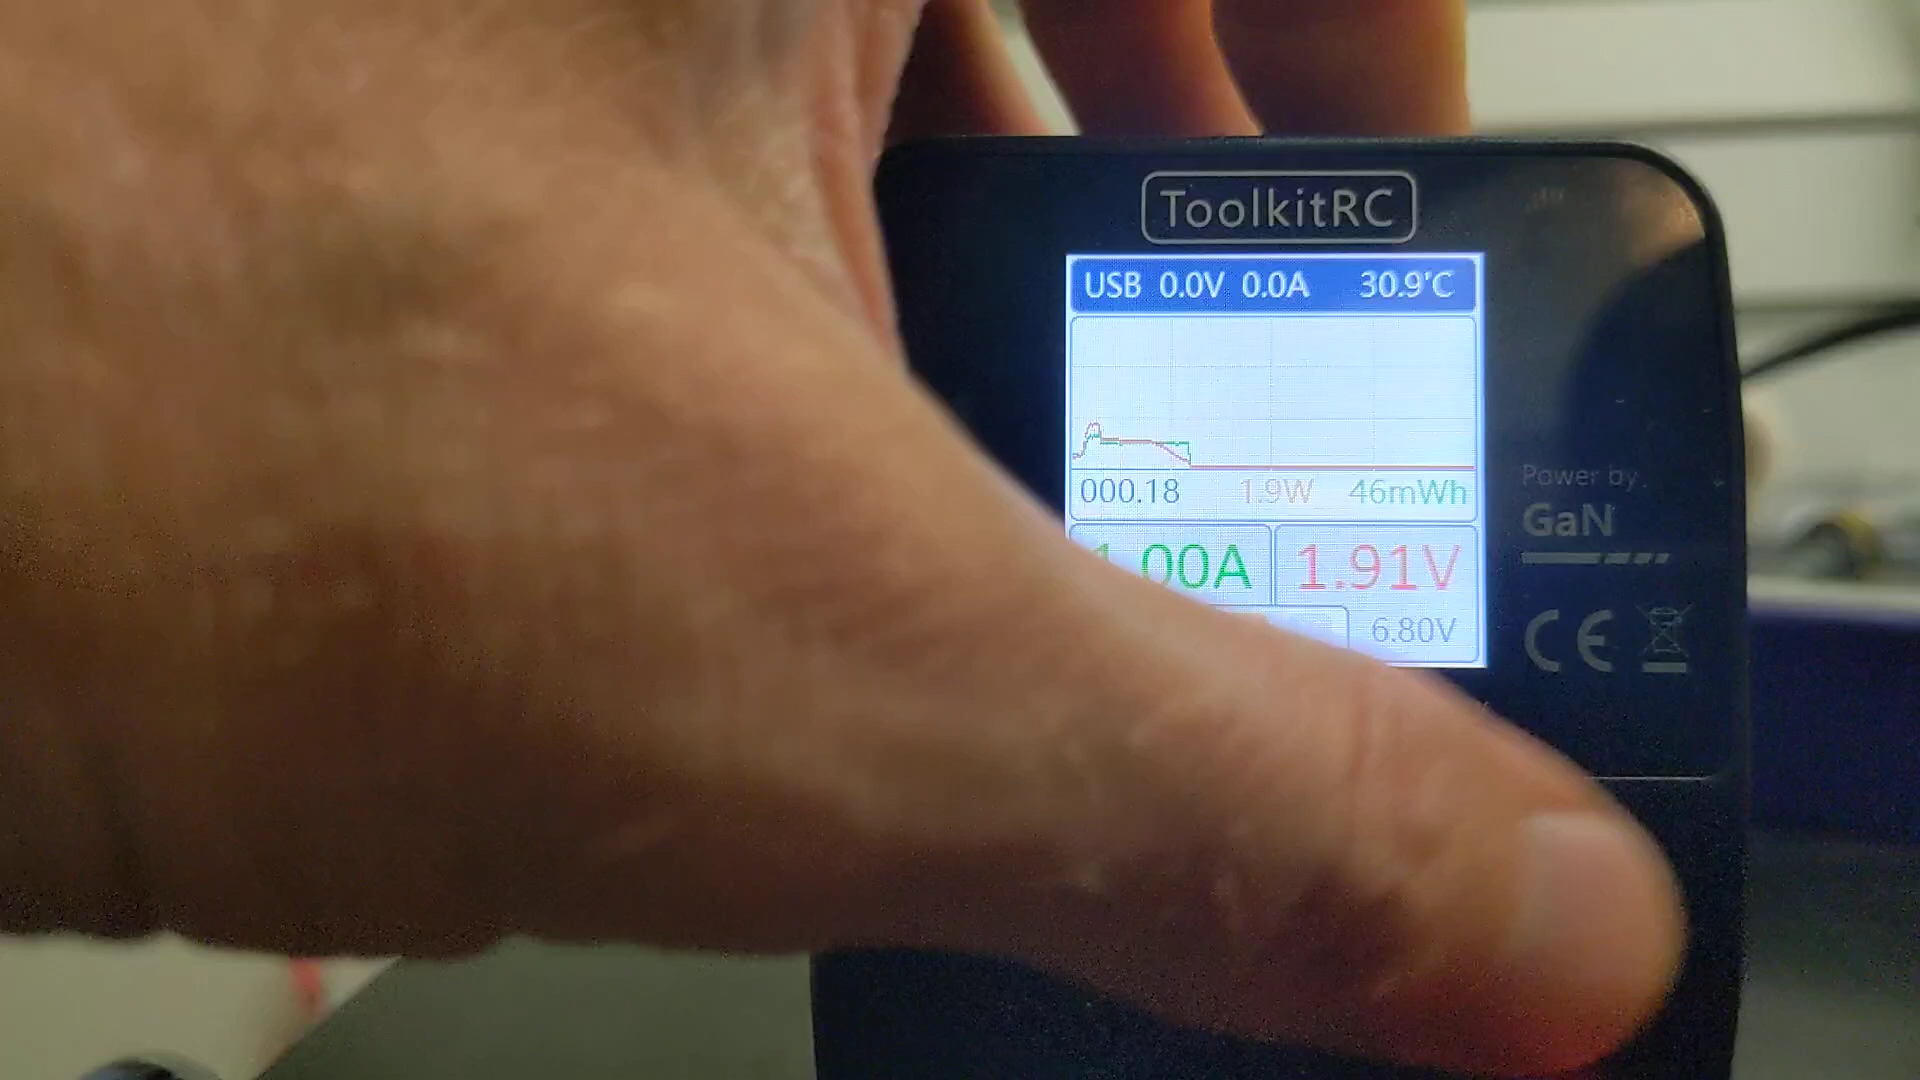 ToolkitRC
USB 0.0V 0.0A 30.9'C
000.18 1.9W 46mWh
1.00A 1.91V
6.80V
Power by
GaN
CE